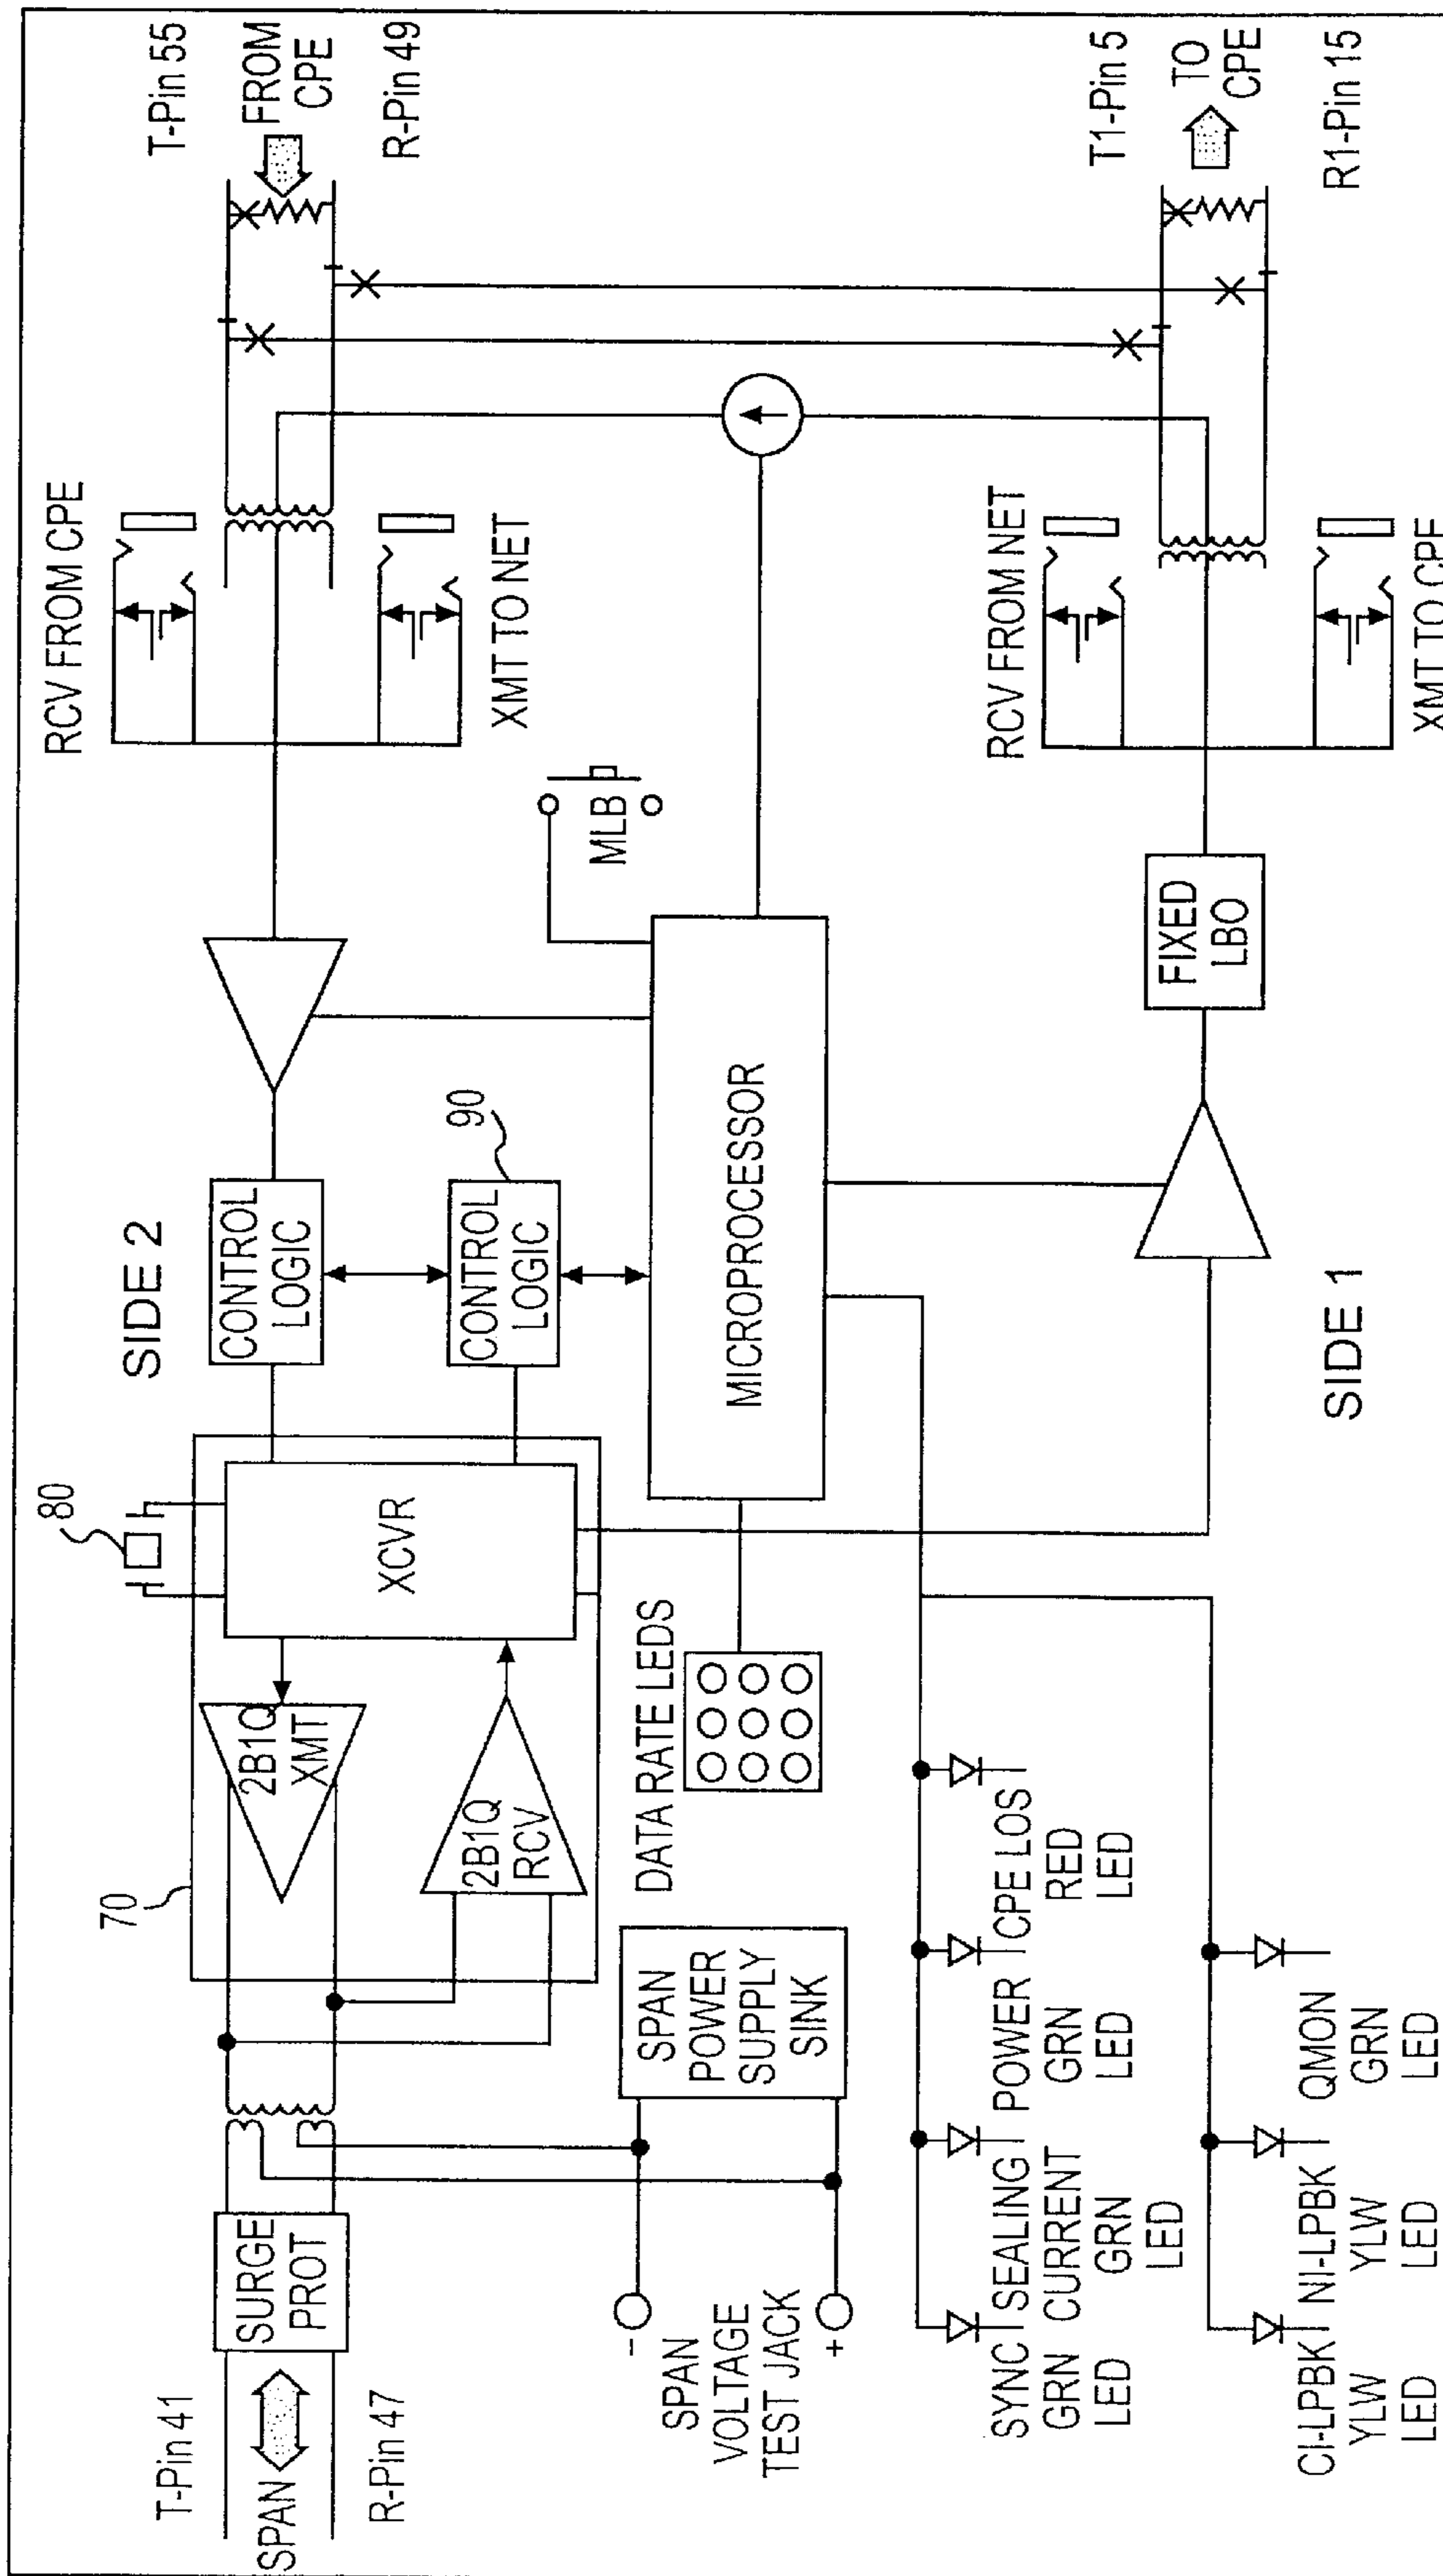 T-Pin 41
SPAN
R-Pin 47
SURGE
PROT
70
2B1Q
XMT
2B1Q
RCV
80
XCVR
SIDE 2
CONTROL
LOGIC
90
CONTROL
LOGIC
RCV FROM CPE
XMT TO NET
T-Pin 55
FROM
CPE
R-Pin 49
SPAN
POWER
SUPPLY
SINK
-
SPAN
VOLTAGE
TEST JACK
+
DATA RATE LEDS
MICROPROCESSOR
MLB
SYNC
GRN
LED
SEALING
CURRENT
GRN
LED
POWER
GRN
LED
CPE LOS
RED
LED
CI-LPBK
YLW
LED
NI-LPBK
YLW
LED
QMON
GRN
LED
SIDE 1
FIXED
LBO
RCV FROM NET
XMT TO CPE
T1-Pin 5
TO
CPE
R1-Pin 15